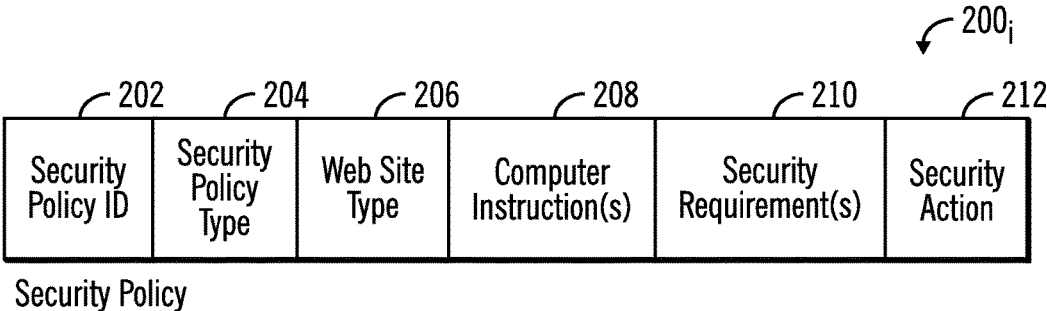 200i
202 204 206 208 210 212
Security Policy ID
Security Policy Type
Web Site Type
Computer Instruction(s)
Security Requirement(s)
Security Action
Security Policy